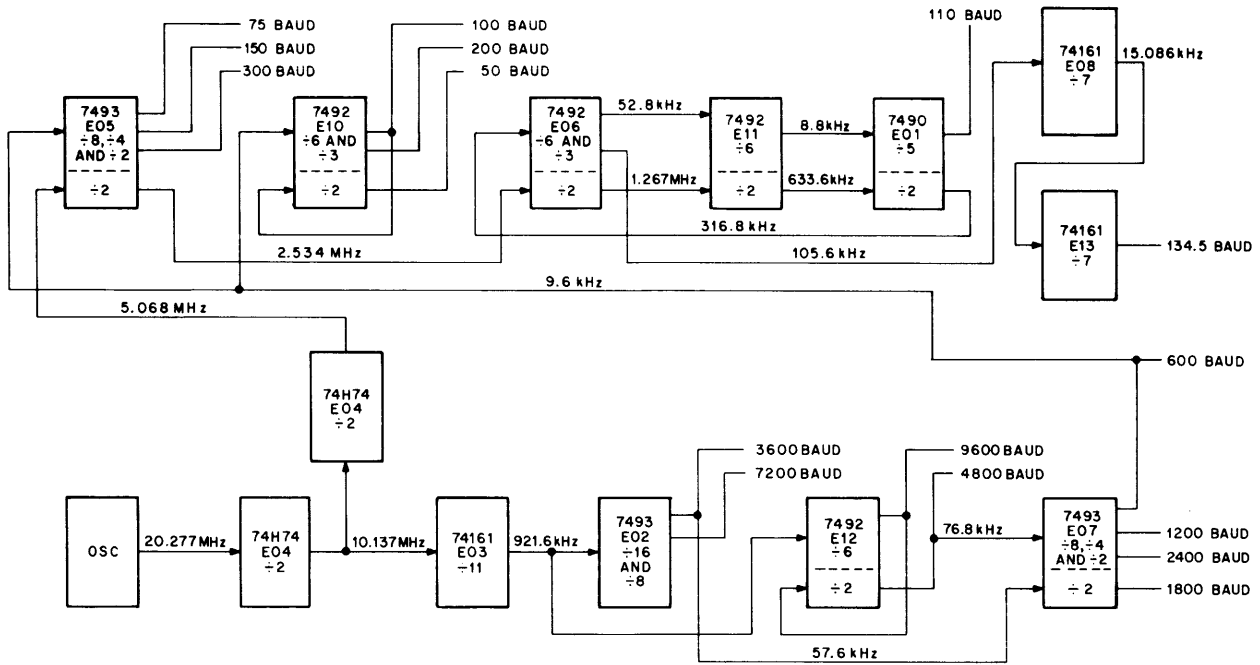 75 BAUD
150 BAUD
300 BAUD
7493
E05
÷8, ÷4
AND ÷2
÷2
100 BAUD
200 BAUD
50 BAUD
7492
E10
÷6 AND
÷3
÷2
7492
E06
÷6 AND
÷3
÷2
52.8kHz
1.267MHz
7492
E11
÷6
÷2
8.8kHz
633.6kHz
110 BAUD
7490
E01
÷5
÷2
74161
E08
÷7
15.086kHz
74161
E13
÷7
134.5 BAUD
316.8 kHz
2.534 MHz
105.6 kHz
9.6 kHz
5.068 MHz
600 BAUD
74H74
E04
÷2
OSC
20.277MHz
74H74
E04
÷2
10.137MHz
74161
E03
÷11
921.6kHz
7493
E02
÷16
AND
÷8
3600 BAUD
7200 BAUD
7492
E12
÷6
÷2
9600 BAUD
4800 BAUD
76.8kHz
7493
E07
÷8, ÷4
AND ÷2
÷2
1200 BAUD
2400 BAUD
1800 BAUD
57.6 kHz